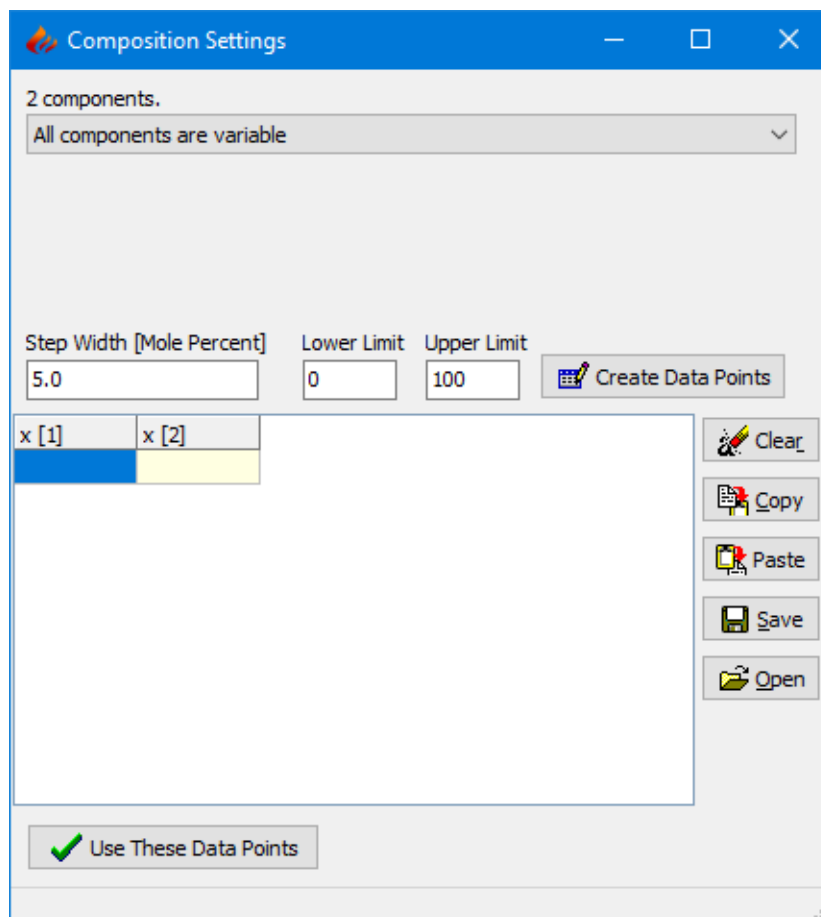 Composition Settings
2 components.
All components are variable
Step Width [Mole Percent] Lower Limit Upper Limit
5.0 0 100 Create Data Points
x [1] x [2] Clear
Copy
Paste
Save
Open
Use These Data Points